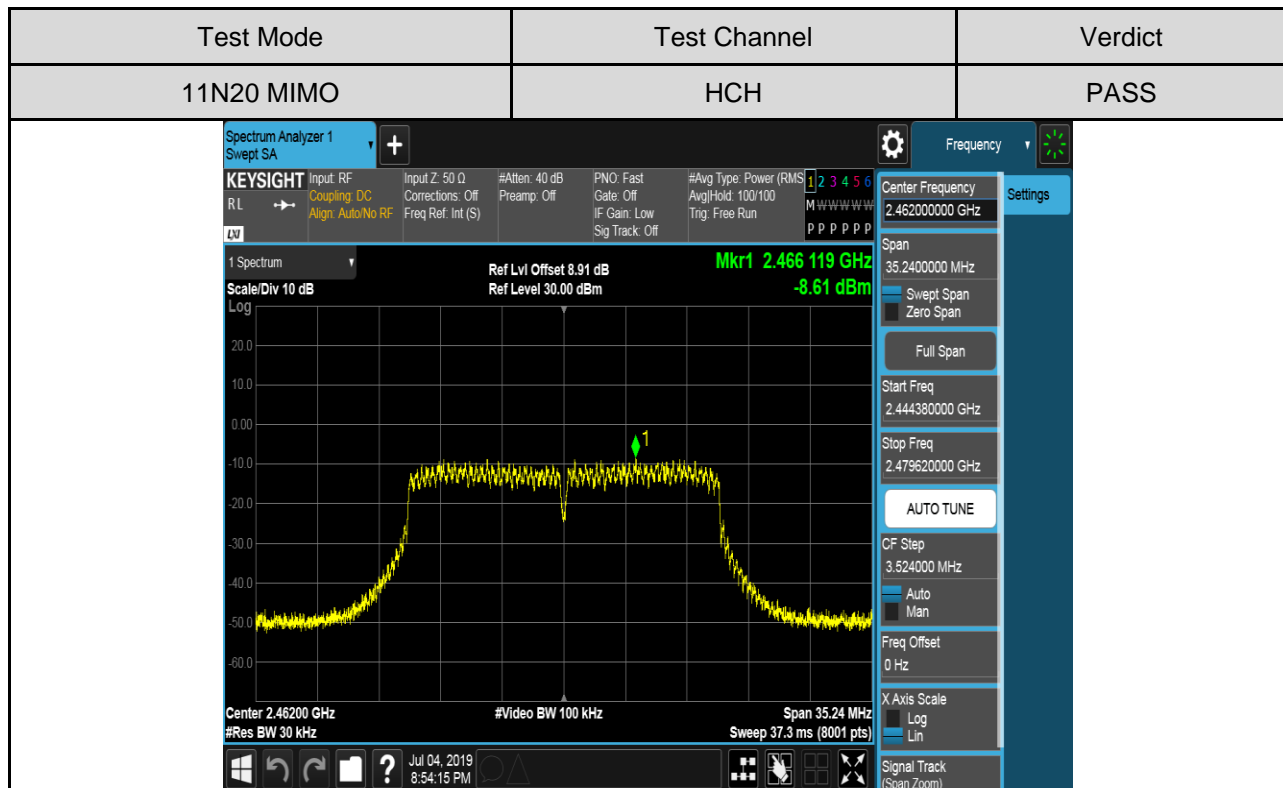 Test Mode Test Channel Verdict
11N20 MIMO HCH PASS
Spectrum Analyzer 1
Swept SA
Frequency
KEYSIGHT Input: RF Input Z: 50 Ω #Atten: 40 dB PNO: Fast #Avg Type: Power (RMS 1 2 3 4 5 6
R L Coupling: DC Corrections: Off Preamp: Off Gate: Off Avg|Hold: 100/100 M W W W W W
Align: Auto/No RF Freq Ref: Int (S) IF Gain: Low Trig: Free Run
LXI Sig Track: Off P P P P P P
1 Spectrum Ref Lvl Offset 8.91 dB Mkr1 2.466 119 GHz
Scale/Div 10 dB Ref Level 30.00 dBm -8.61 dBm
Log
20.0
10.0
0.00
1
-10.0
-20.0
-30.0
-40.0
-50.0
-60.0
Center 2.46200 GHz #Video BW 100 kHz Span 35.24 MHz
#Res BW 30 kHz Sweep 37.3 ms (8001 pts)
? Jul 04, 2019
8:54:15 PM
Center Frequency
2.462000000 GHz
Settings
Span
35.2400000 MHz
Swept Span
Zero Span
Full Span
Start Freq
2.444380000 GHz
Stop Freq
2.479620000 GHz
AUTO TUNE
CF Step
3.524000 MHz
Auto
Man
Freq Offset
0 Hz
X Axis Scale
Log
Lin
Signal Track
(Span Zoom)